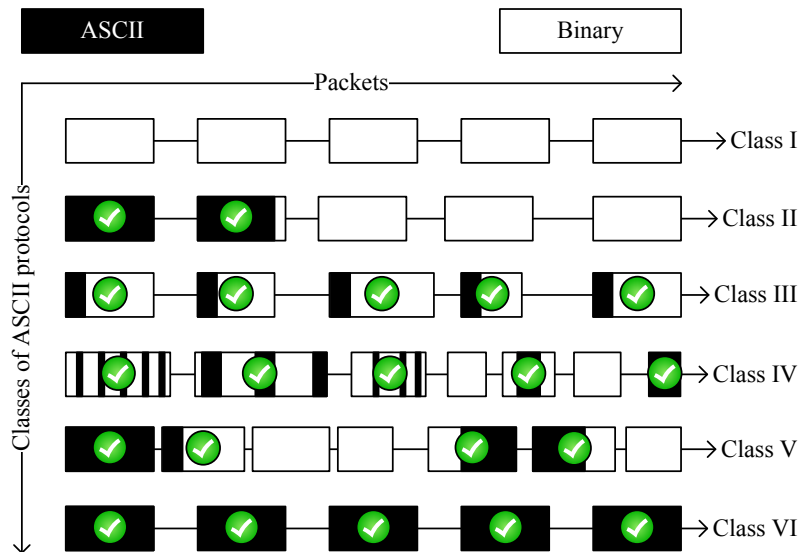 ASCII
Binary
Packets
Classes of ASCII protocols
Class I
Class II
Class III
Class IV
Class V
Class VI